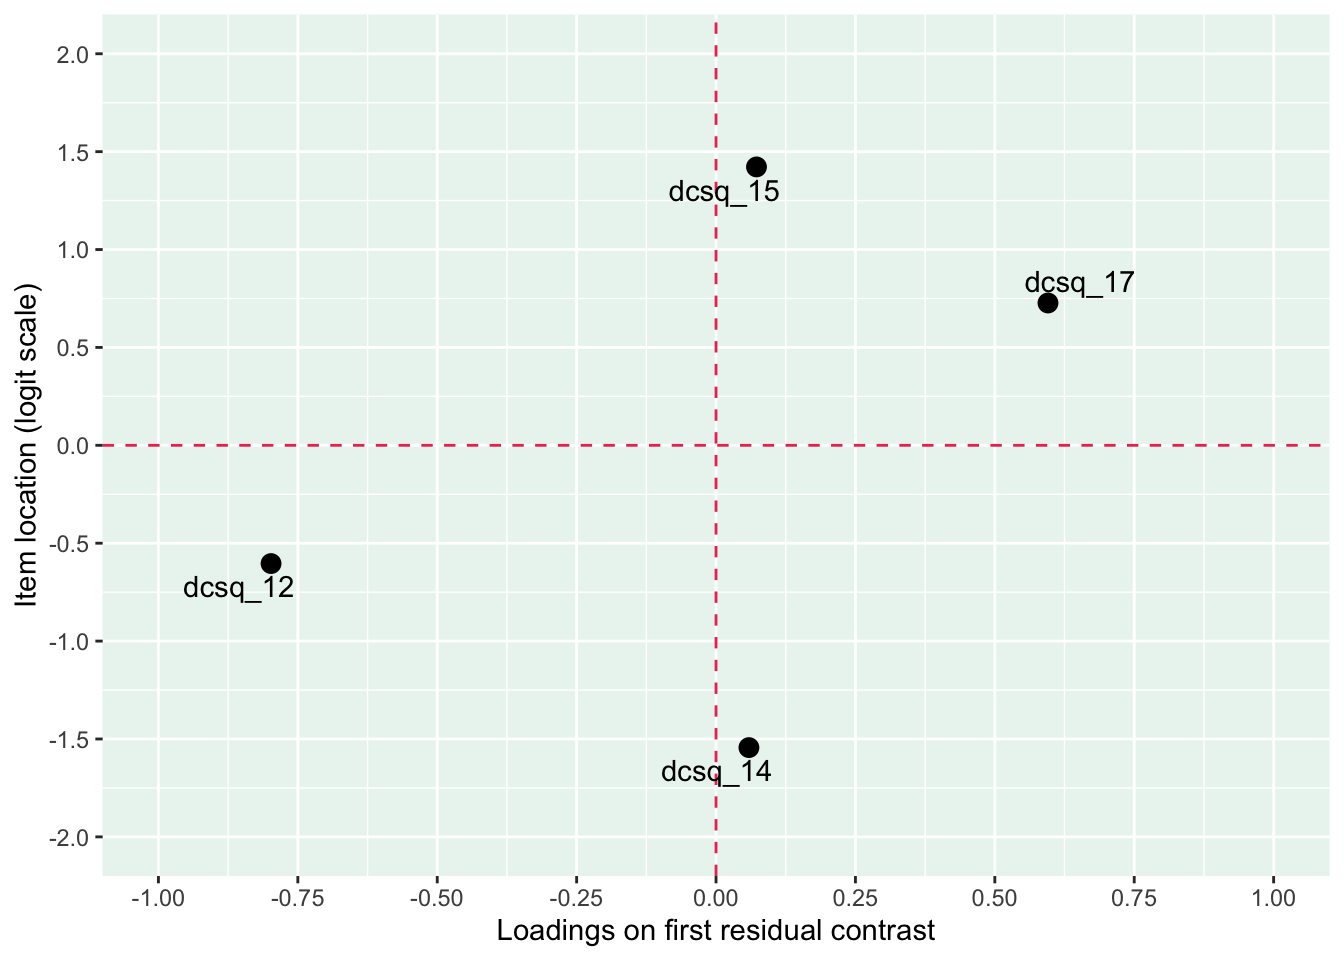 2.0
1.5
dcsq_15
1.0
dcsq_17
0.5
Item location (logit scale)
0.0
-0.5
dcsq_12
-1.0
-1.5
dcsq_14
-2.0
-1.00 -0.75 -0.50 -0.25 0.00 0.25 0.50 0.75 1.00
Loadings on first residual contrast